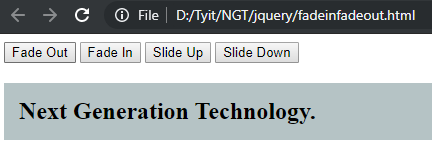 File D:/Tyit/NGT/jquery/fadeinfadeout.html
Fade Out Fade In Slide Up Slide Down
Next Generation Technology.